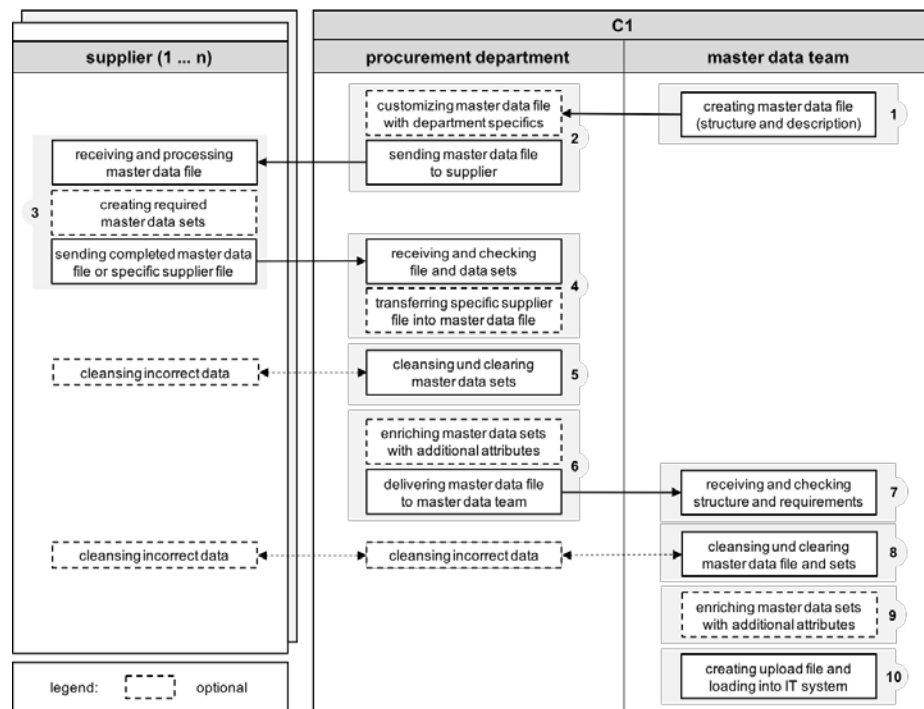 C1
supplier (1 ... n)
procurement department
master data team
customizing master data file
with department specifics
creating master data file
(structure and description)
1
2
receiving and processing
master data file
sending master data file
to supplier
3
creating required
master data sets
sending completed master data
file or specific supplier file
receiving and checking
file and data sets
4
transferring specific supplier
file into master data file
cleansing incorrect data
cleansing und clearing
master data sets
5
enriching master data sets
with additional attributes
6
delivering master data file
to master data team
receiving and checking
structure and requirements
7
cleansing incorrect data
cleansing incorrect data
cleansing und clearing
master data file and sets
8
enriching master data sets
with additional attributes
9
creating upload file and
loading into IT system
10
legend:
optional